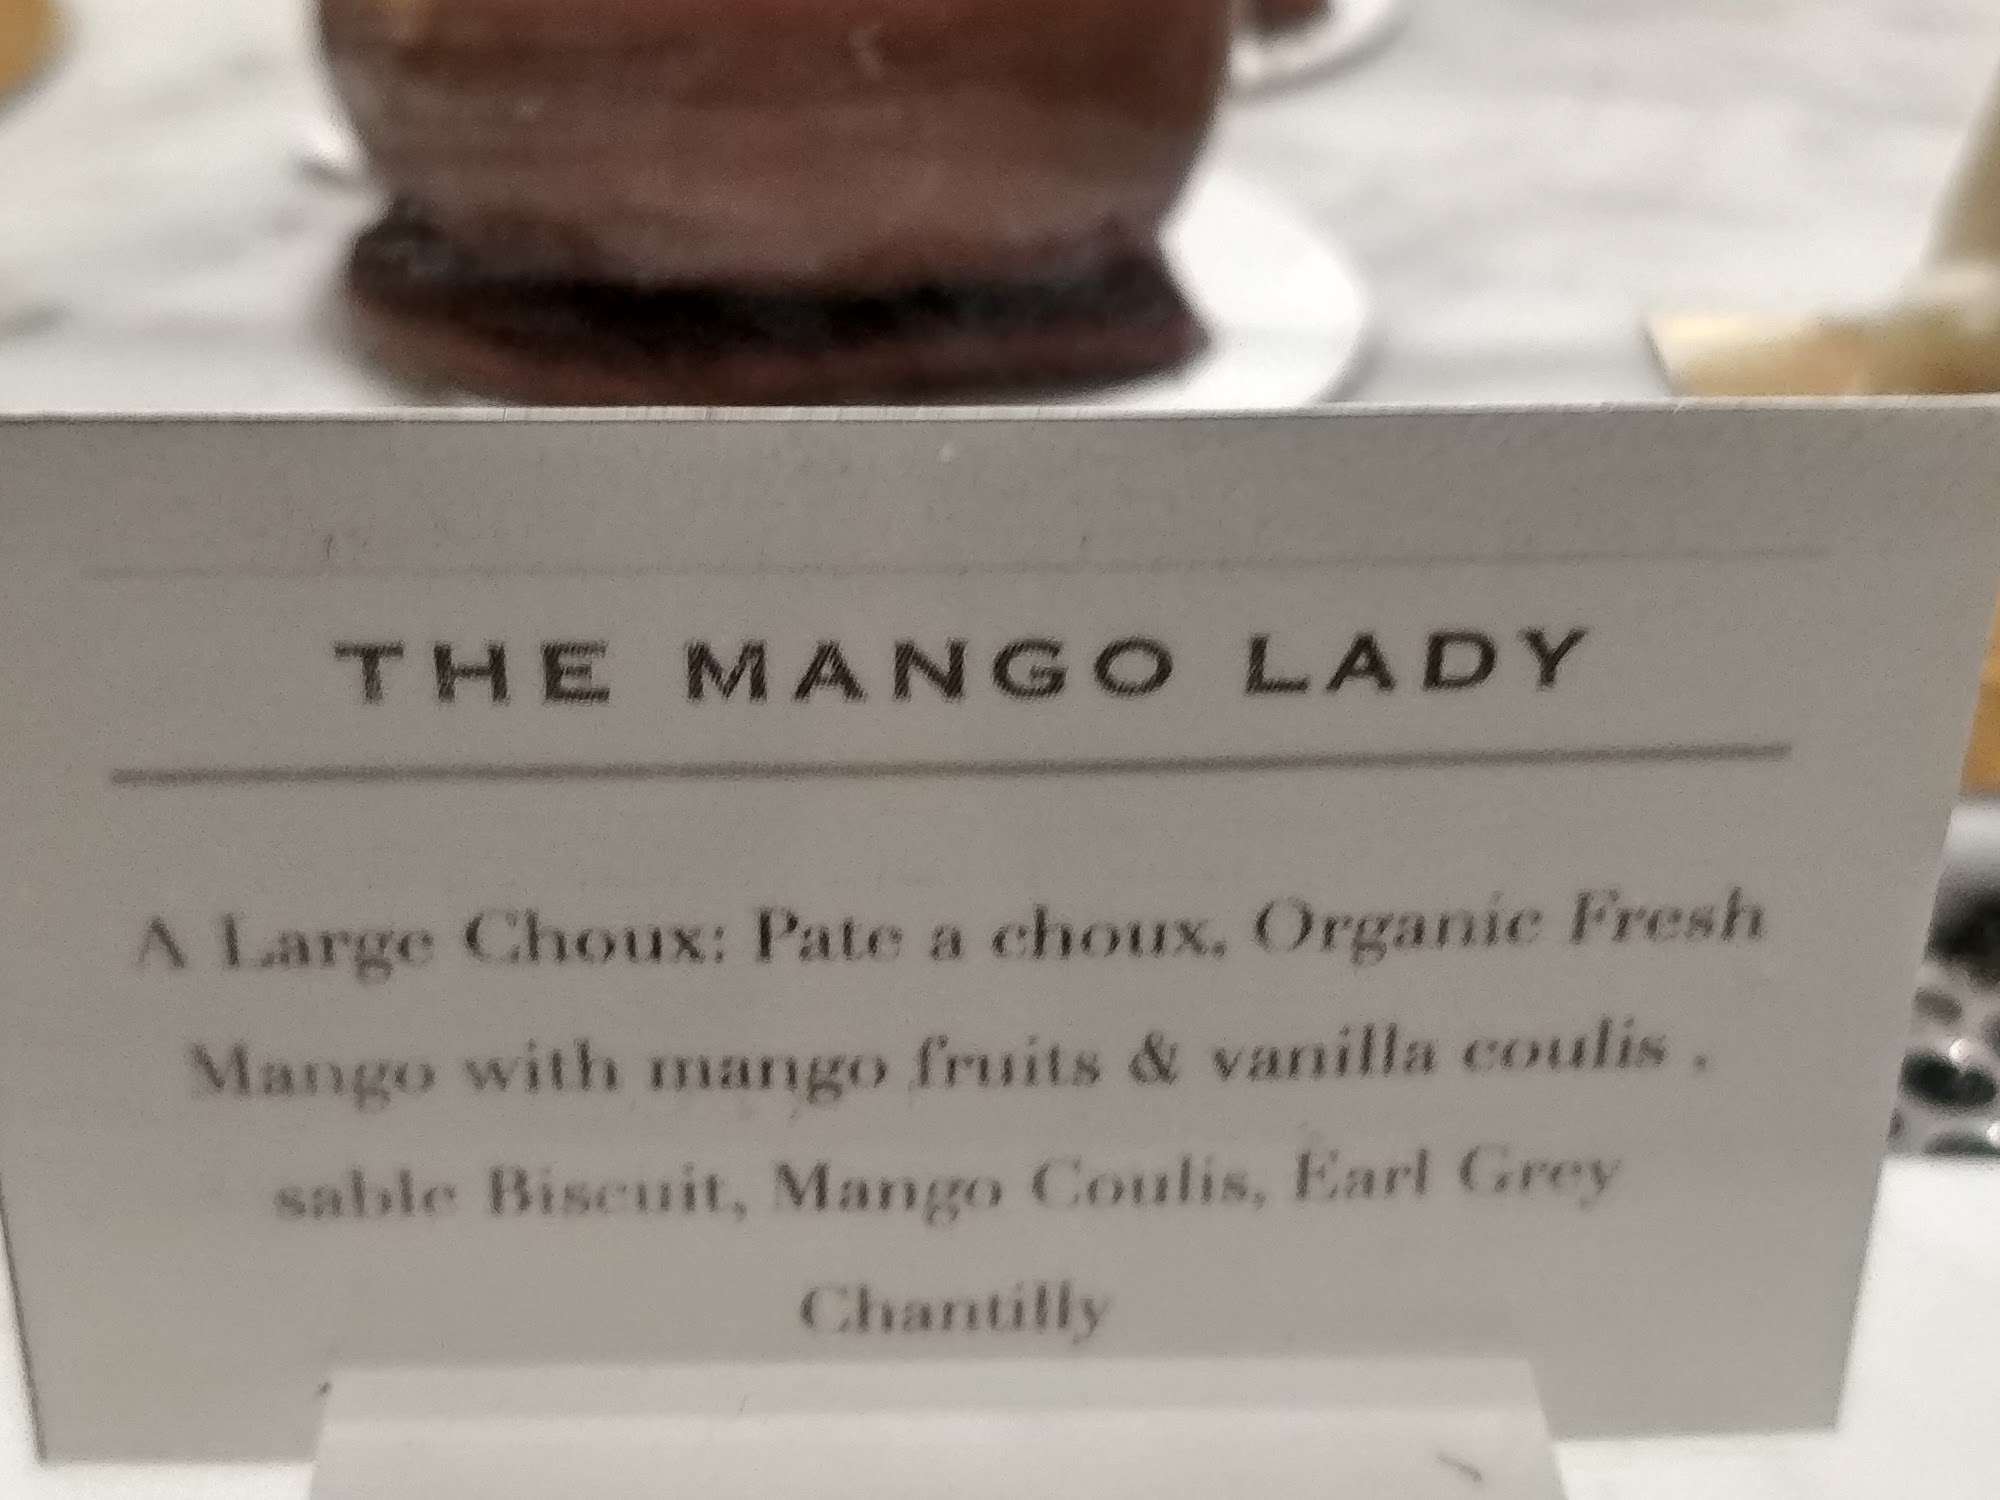 THE MANGO LADY
A Large Choux: Pate a choux, Organic Fresh
Mango with mango fruits & vanilla coulis .
sable Biscuit, Mango Coulis, Earl Grey
Chantilly